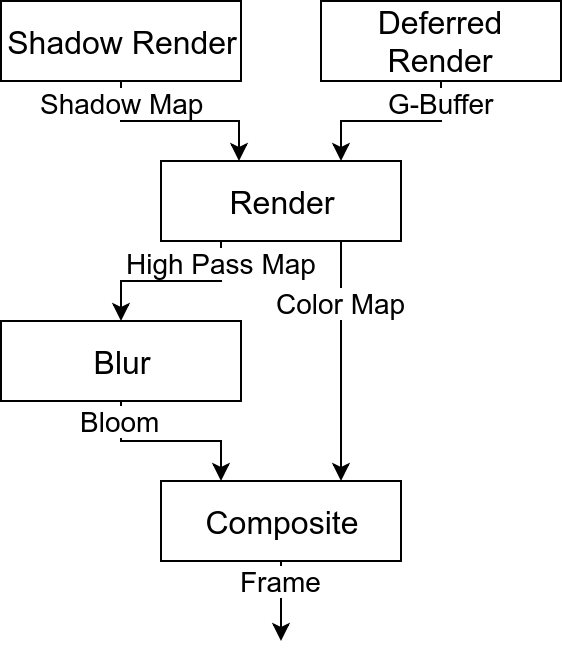 Shadow Render
Deferred
Render
Shadow Map
G-Buffer
Render
High Pass Map
Color Map
Blur
Bloom
Composite
Frame